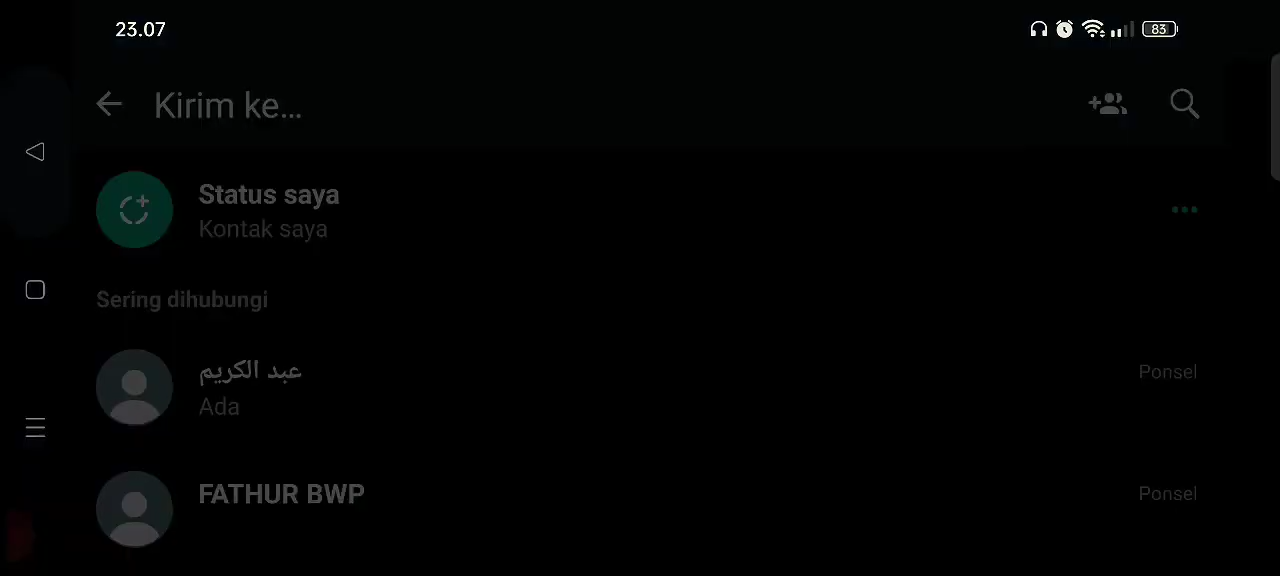 23.07
83
Kirim ke...
Status saya
Kontak saya
Sering dihubungi
عبد الكريم
Ponsel
Ada
FATHUR BWP
Ponsel